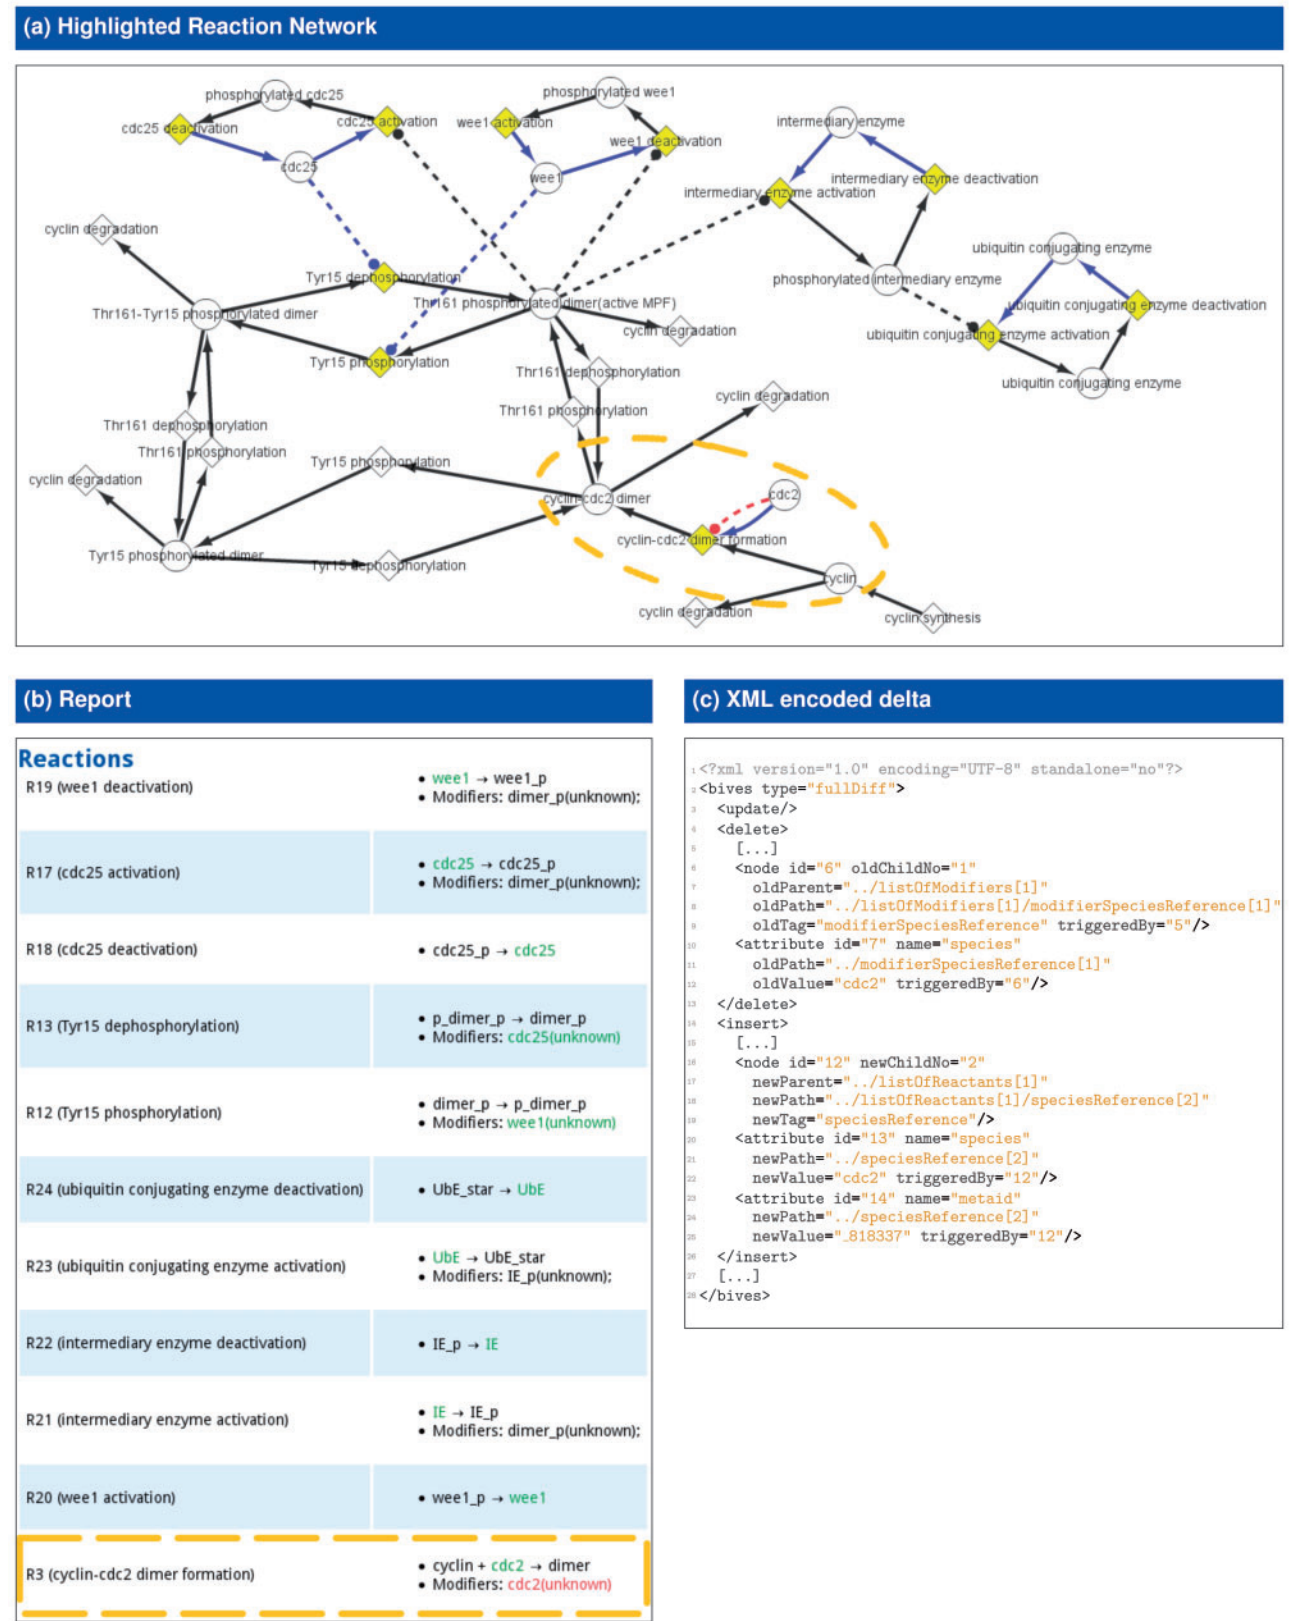 (a) Highlighted Reaction Network
phosphorylated cdc25
phosphorylated wee1
cdc25 deactivation
cdc25 activation
wee1 activation
intermediary enzyme
wee1 deactivation
cdc25
wee1
intermediary enzyme deactivation
intermediary enzyme activation
cyclin degradation
ubiquitin conjugating enzyme
Tyr15 dephosphorylation
phosphorylated intermediary enzyme
Thr161 phosphorylated dimer(active MPF)
ubiquitin conjugating enzyme deactivation
Thr161-Tyr15 phosphorylated dimer
cyclin degradation
ubiquitin conjugating enzyme activation
Tyr15 phosphorylation
Thr161 dephosphorylation
ubiquitin conjugating enzyme
cyclin degradation
Thr161 phosphorylation
Thr161 dephosphorylation
Thr161 phosphorylation
Tyr15 phosphorylation
cyclin degradation
cyclin-cdc2 dimer
cdc2
cyclin-cdc2 dimer formation
Tyr15 phosphorylated dimer
Tyr15 dephosphorylation
cyclin
cyclin degradation
cyclin synthesis
(b) Report
Reactions
R19 (wee1 deactivation)
• wee1 → wee1_p
• Modifiers: dimer_p(unknown);
R17 (cdc25 activation)
• cdc25 → cdc25_p
• Modifiers: dimer_p(unknown);
R18 (cdc25 deactivation)
• cdc25_p → cdc25
R13 (Tyr15 dephosphorylation)
• p_dimer_p → dimer_p
• Modifiers: cdc25(unknown)
R12 (Tyr15 phosphorylation)
• dimer_p → p_dimer_p
• Modifiers: wee1(unknown)
R24 (ubiquitin conjugating enzyme deactivation)
• UbE_star → UbE
R23 (ubiquitin conjugating enzyme activation)
• UbE → UbE_star
• Modifiers: IE_p(unknown);
R22 (intermediary enzyme deactivation)
• IE_p → IE
R21 (intermediary enzyme activation)
• IE → IE_p
• Modifiers: dimer_p(unknown);
R20 (wee1 activation)
• wee1_p → wee1
R3 (cyclin-cdc2 dimer formation)
• cyclin + cdc2 → dimer
• Modifiers: cdc2(unknown)
(c) XML encoded delta
1 <?xml version="1.0" encoding="UTF-8" standalone="no"?>
2 <bives type="fullDiff">
3 <update/>
4 <delete>
5 [...]
6 <node id="6" oldChildNo="1"
7 oldParent="../listOfModifiers[1]"
8 oldPath="../listOfModifiers[1]/modifierSpeciesReference[1]"
9 oldTag="modifierSpeciesReference" triggeredBy="5"/>
10 <attribute id="7" name="species"
11 oldPath="../modifierSpeciesReference[1]"
12 oldValue="cdc2" triggeredBy="6"/>
13 </delete>
14 <insert>
15 [...]
16 <node id="12" newChildNo="2"
17 newParent="../listOfReactants[1]"
18 newPath="../listOfReactants[1]/speciesReference[2]"
19 newTag="speciesReference"/>
20 <attribute id="13" name="species"
21 newPath="../speciesReference[2]"
22 newValue="cdc2" triggeredBy="12"/>
23 <attribute id="14" name="metaid"
24 newPath="../speciesReference[2]"
25 newValue="_818337" triggeredBy="12"/>
26 </insert>
27 [...]
28 </bives>